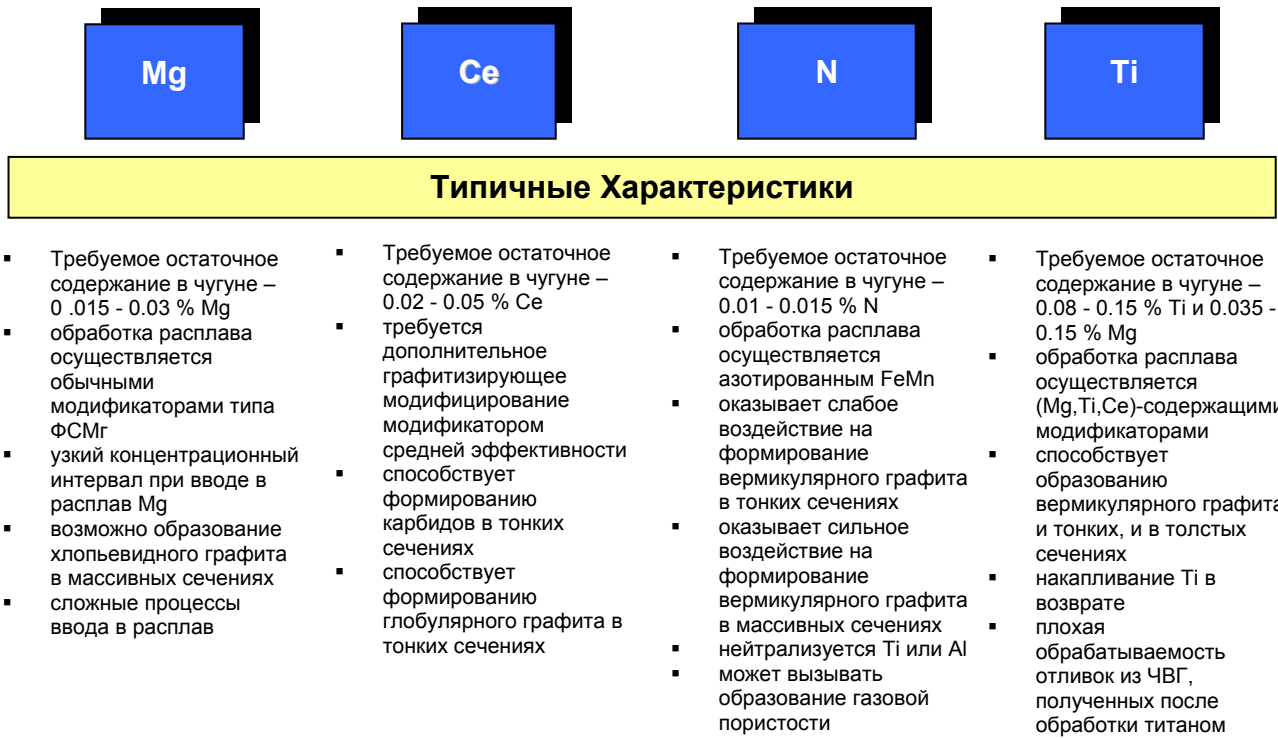 Mg
Ce
N
Ti
Типичные Характеристики
▪ Требуемое остаточное
содержание в чугуне –
0 .015 - 0.03 % Mg
▪ обработка расплава
осуществляется
обычными
модификаторами типа
ФСМг
▪ узкий концентрационный
интервал при вводе в
расплав Mg
▪ возможно образование
хлопьевидного графита
в массивных сечениях
▪ сложные процессы
ввода в расплав
▪ Требуемое остаточное
содержание в чугуне –
0.02 - 0.05 % Ce
▪ требуется
дополнительное
графитизирующее
модифицирование
модификатором
средней эффективности
▪ способствует
формированию
карбидов в тонких
сечениях
▪ способствует
формированию
глобулярного графита в
тонких сечениях
▪ Требуемое остаточное
содержание в чугуне –
0.01 - 0.015 % N
▪ обработка расплава
осуществляется
азотированным FeMn
▪ оказывает слабое
воздействие на
формирование
вермикулярного графита
в тонких сечениях
▪ оказывает сильное
воздействие на
формирование
вермикулярного графита
в массивных сечениях
▪ нейтрализуется Ti или Al
▪ может вызывать
образование газовой
пористости
▪ Требуемое остаточное
содержание в чугуне –
0.08 - 0.15 % Ti и 0.035 -
0.15 % Mg
▪ обработка расплава
осуществляется
(Mg,Ti,Ce)-содержащими
модификаторами
▪ способствует
образованию
вермикулярного графита
и тонких, и в толстых
сечениях
▪ накапливание Ti в
возврате
▪ плохая
обрабатываемость
отливок из ЧВГ,
полученных после
обработки титаном